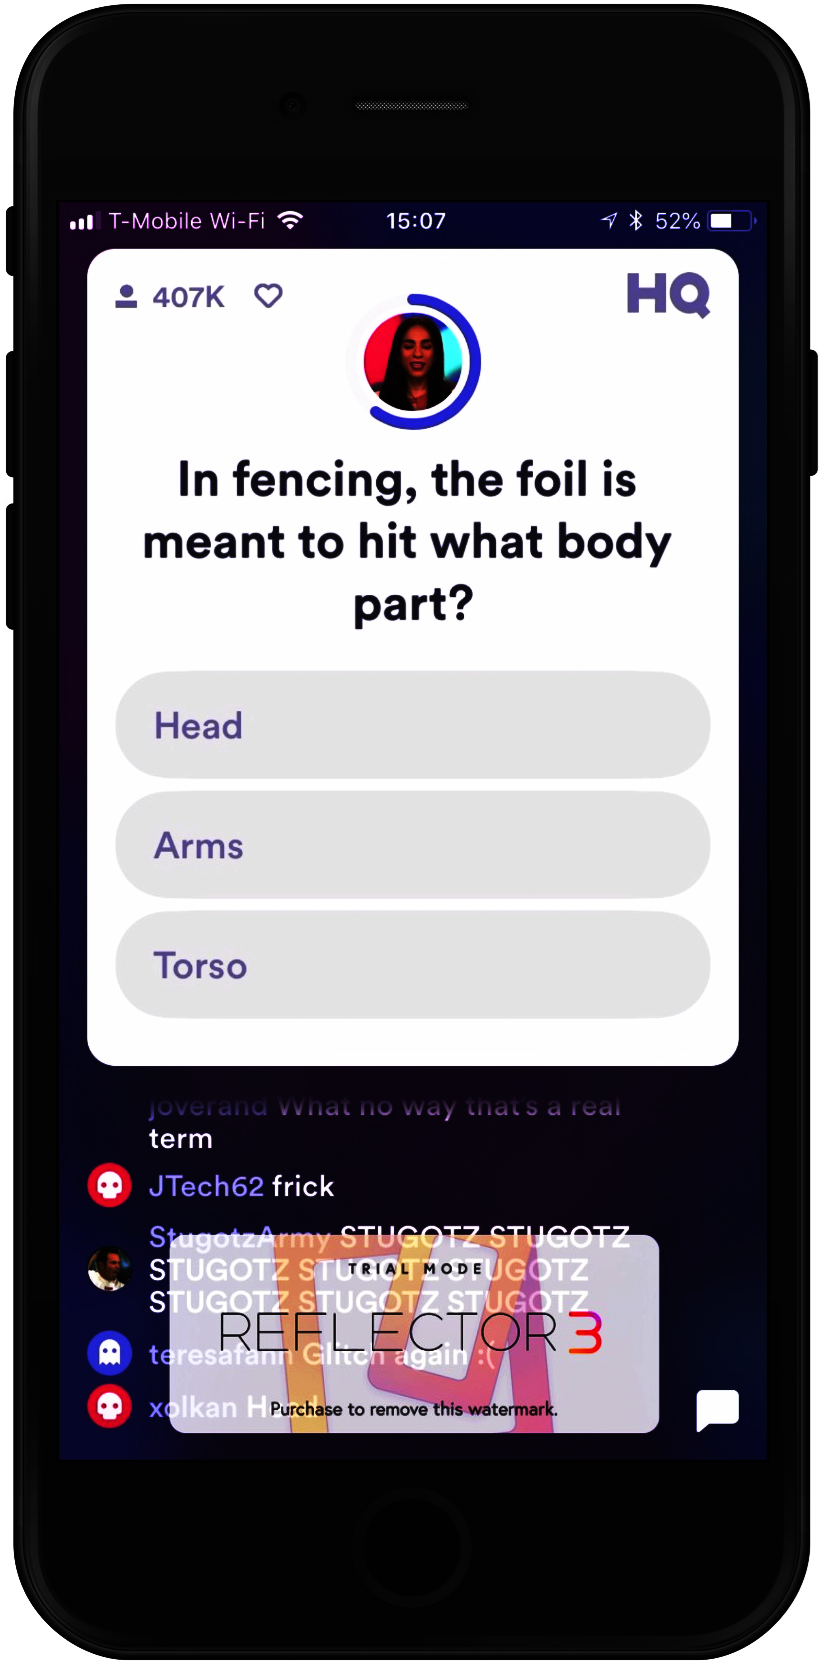 T-Mobile Wi-Fi 15:07 52%
407K HQ
In fencing, the foil is
meant to hit what body
part?
Head
Arms
Torso
joverand What no way that's a real
term
JTech62 frick
StugotzArmy STUGOTZ STUGOTZ
STUGOTZ STUGOTZ STUGOTZ
STUGOTZ STUGOTZ STUGOTZ
TRIAL MODE
REFLECTOR 3
teresafann Glitch again :(
xolkan Head
Purchase to remove this watermark.